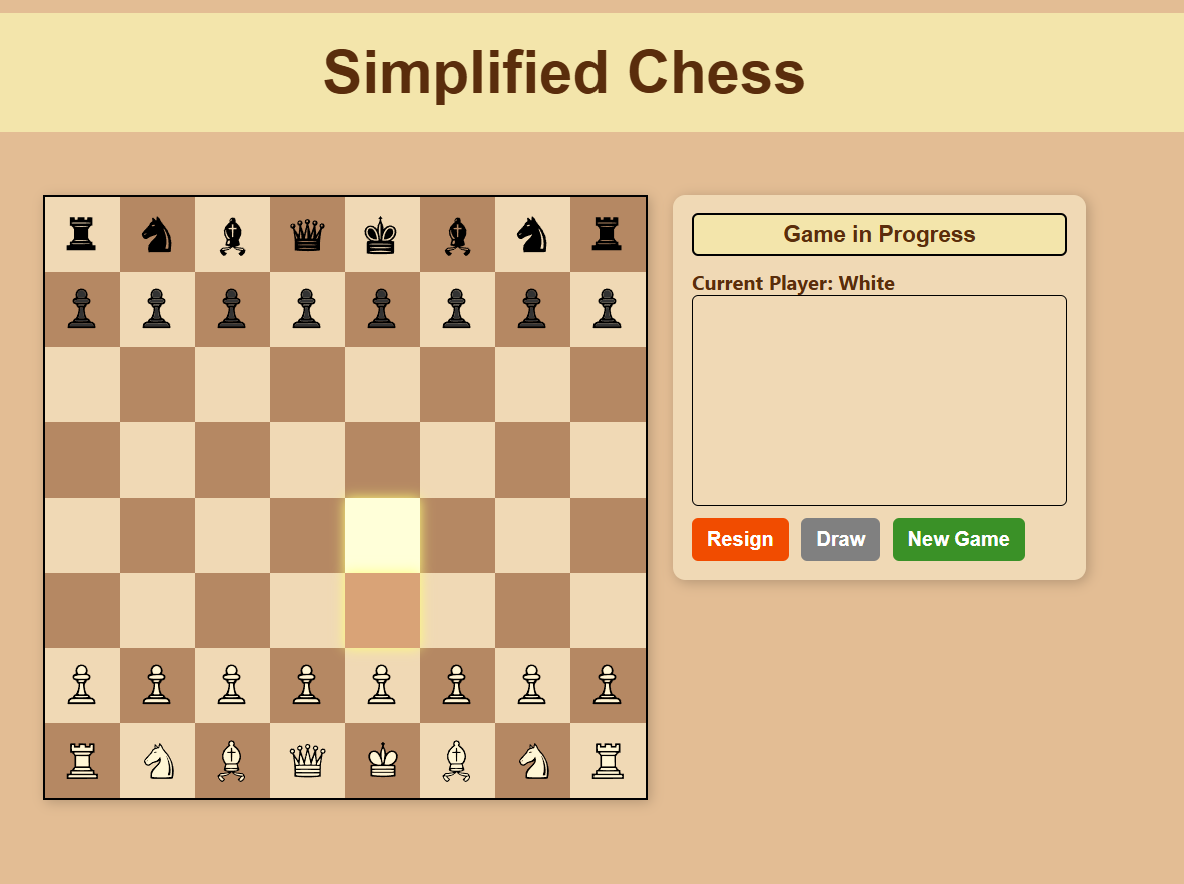 Simplified Chess
Game in Progress
Current Player: White
Resign
Draw
New Game